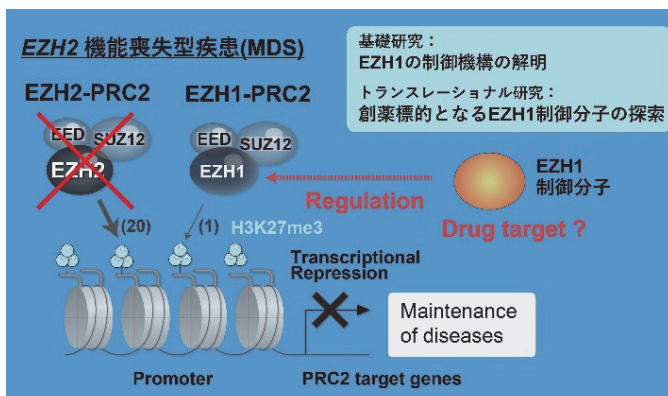 EZH2 機能喪失型疾患(MDS)
基礎研究：
EZH1の制御機構の解明
トランスレーショナル研究：
創薬標的となるEZH1制御分子の探索
EZH2-PRC2
EZH1-PRC2
EED
SUZ12
EZH2
EED
SUZ12
EZH1
EZH1
制御分子
Regulation
Drug target ?
(20)
(1)
H3K27me3
Transcriptional
Repression
Maintenance
of diseases
Promoter
PRC2 target genes